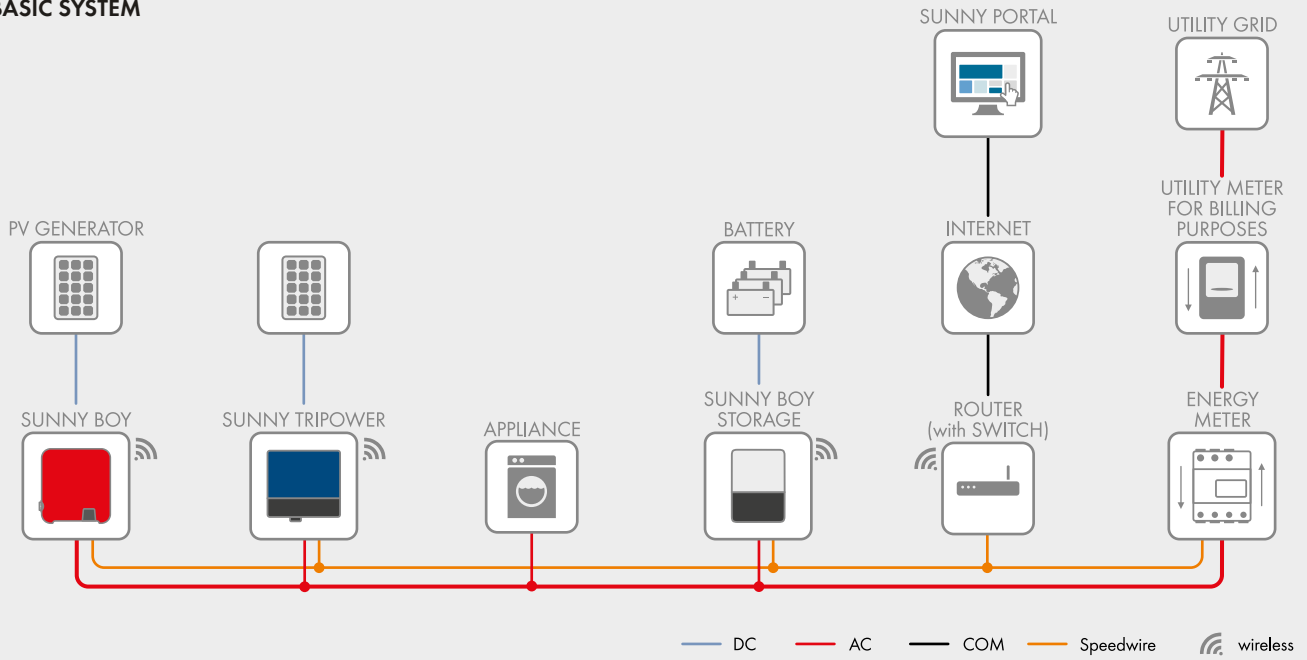 BASIC SYSTEM
SUNNY PORTAL
UTILITY GRID
UTILITY METER
FOR BILLING
PURPOSES
PV GENERATOR
BATTERY
INTERNET
SUNNY BOY
SUNNY TRIPOWER
APPLIANCE
SUNNY BOY
STORAGE
ROUTER
(with SWITCH)
ENERGY
METER
DC
AC
COM
Speedwire
wireless